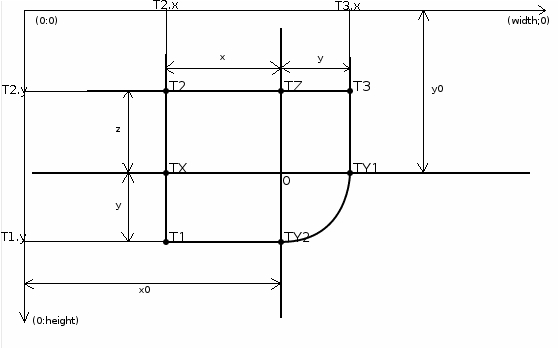 T2.x
T3.x
(0:0)
(width;0)
x
y
T2.y
T2
TZ
T3
y0
z
TX
TY1
0
y
T1.y
T1
TY2
x0
(0:height)